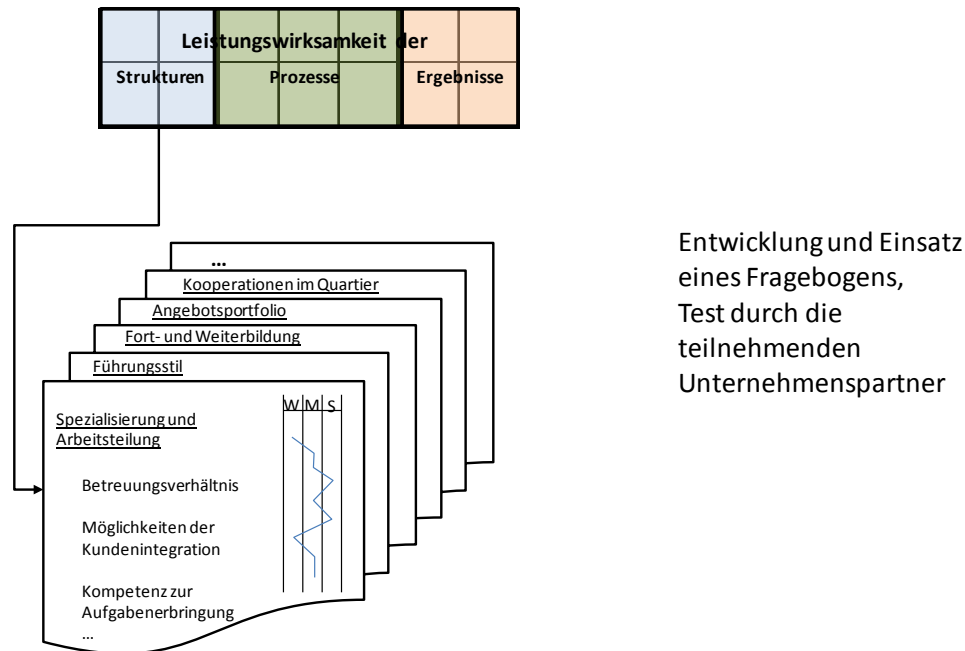 Leistungswirksamkeit der
Strukturen Prozesse Ergebnisse
...
Kooperationen im Quartier
Angebotsportfolio
Fort- und Weiterbildung
Führungsstil
W M S
Spezialisierung und
Arbeitsteilung
Betreuungsverhältnis
Möglichkeiten der
Kundenintegration
Kompetenz zur
Aufgabenerbringung
...
Entwicklung und Einsatz
eines Fragebogens,
Test durch die
teilnehmenden
Unternehmenspartner